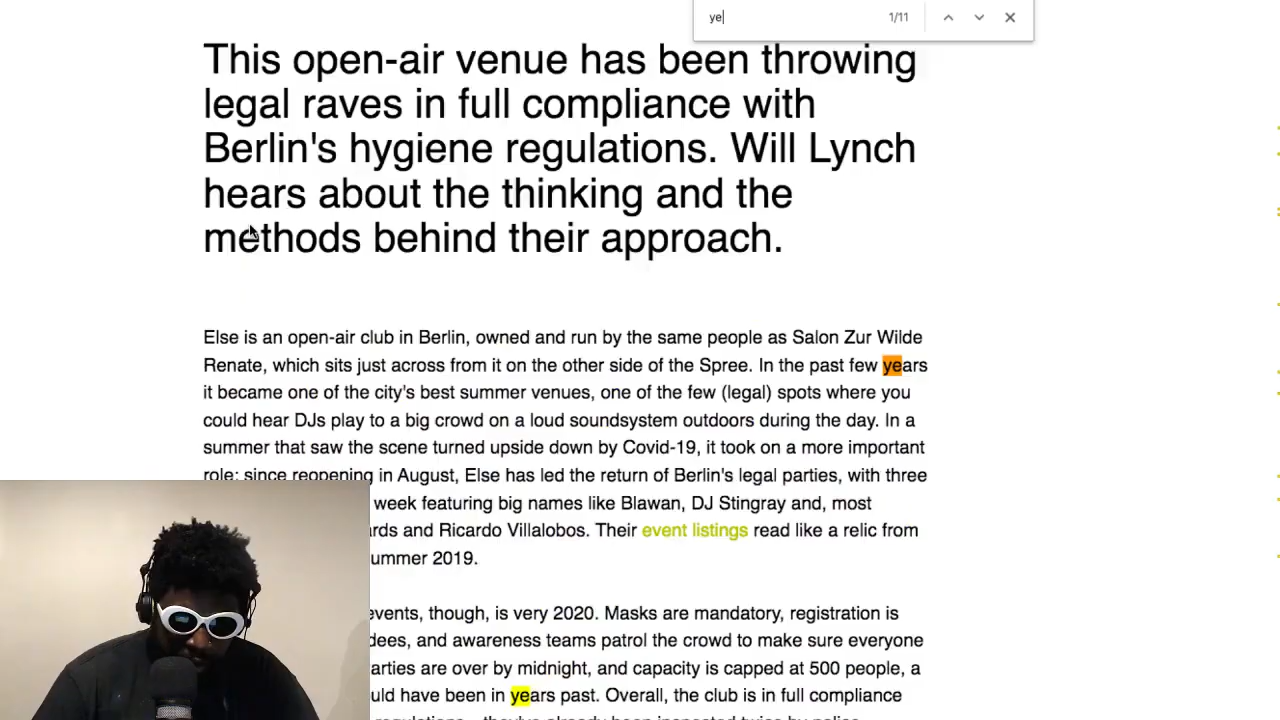 ye
1/11
This open-air venue has been throwing
legal raves in full compliance with
Berlin's hygiene regulations. Will Lynch
hears about the thinking and the
methods behind their approach.
Else is an open-air club in Berlin, owned and run by the same people as Salon Zur Wilde
Renate, which sits just across from it on the other side of the Spree. In the past few years
it became one of the city's best summer venues, one of the few (legal) spots where you
could hear DJs play to a big crowd on a loud soundsystem outdoors during the day. In a
summer that saw the scene turned upside down by Covid-19, it took on a more important
role: since reopening in August, Else has led the return of Berlin's legal parties, with three
week featuring big names like Blawan, DJ Stingray and, most
and Ricardo Villalobos. Their event listings read like a relic from
2019.
events, though, is very 2020. Masks are mandatory, registration is
and awareness teams patrol the crowd to make sure everyone
are over by midnight, and capacity is capped at 500 people, a
have been in years past. Overall, the club is in full compliance
regulations—they've already been inspected twice by police